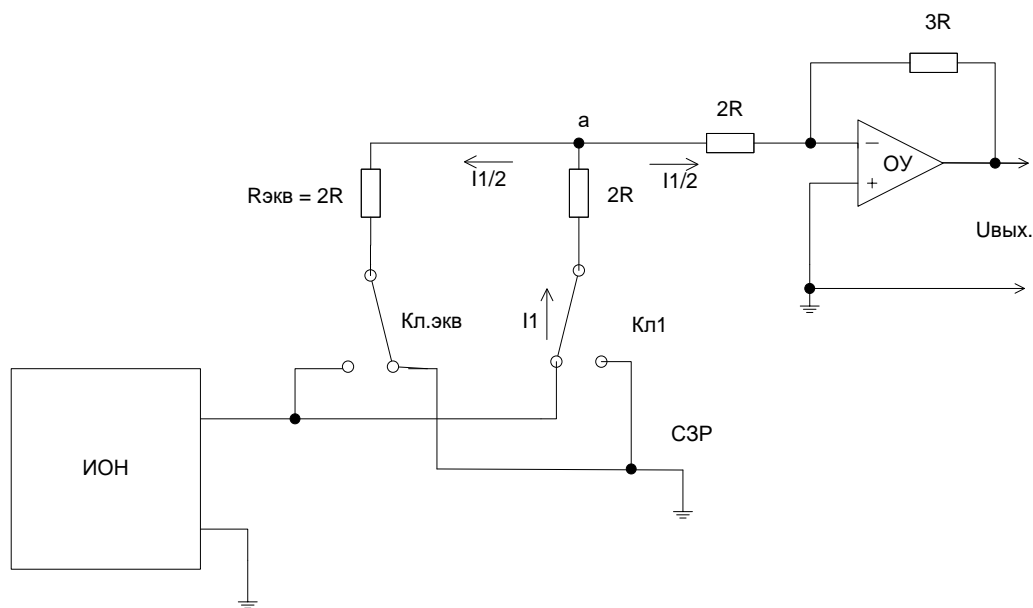 3R
2R
a
I1/2
I1/2
Rэкв = 2R
2R
ОУ
Uвых.
Кл.экв
I1
Кл1
СЗР
ИОН